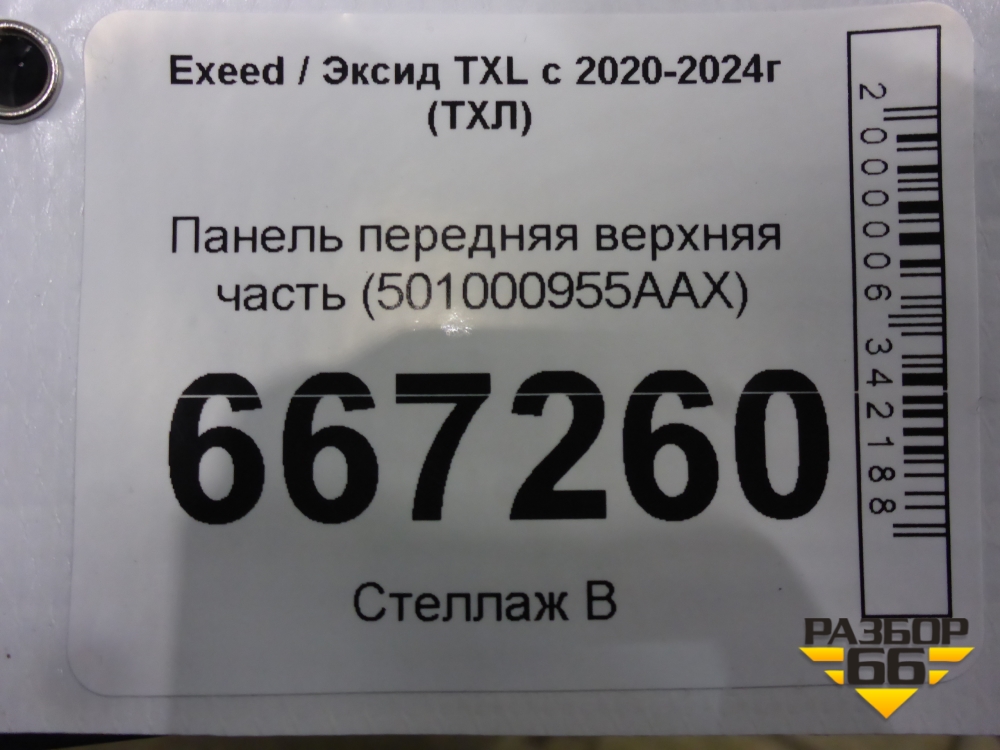 Exeed / Эксид TXL с 2020-2024г
(ТХЛ)
Панель передняя верхняя
часть (501000955AAX)
667260
Стеллаж В
2000006342188
РАЗБОР
66